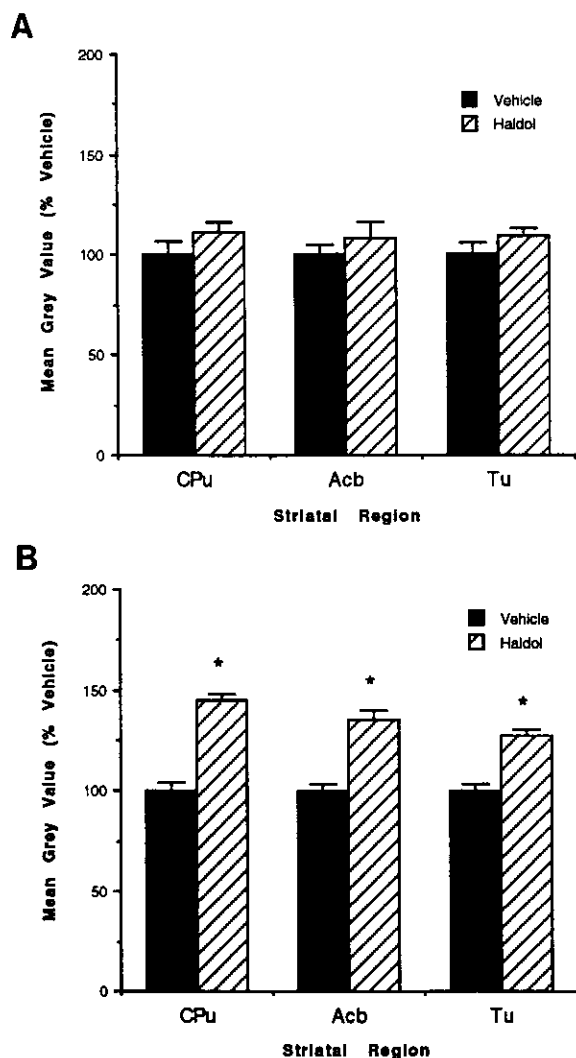 A
Mean Grey Value (% Vehicle)
200
150
100
50
0
Vehicle
Haldol
CPu Acb Tu
Striatal Region
B
Mean Grey Value (% Vehicle)
200
150
100
50
0
Vehicle
Haldol
* * *
CPu Acb Tu
Striatal Region